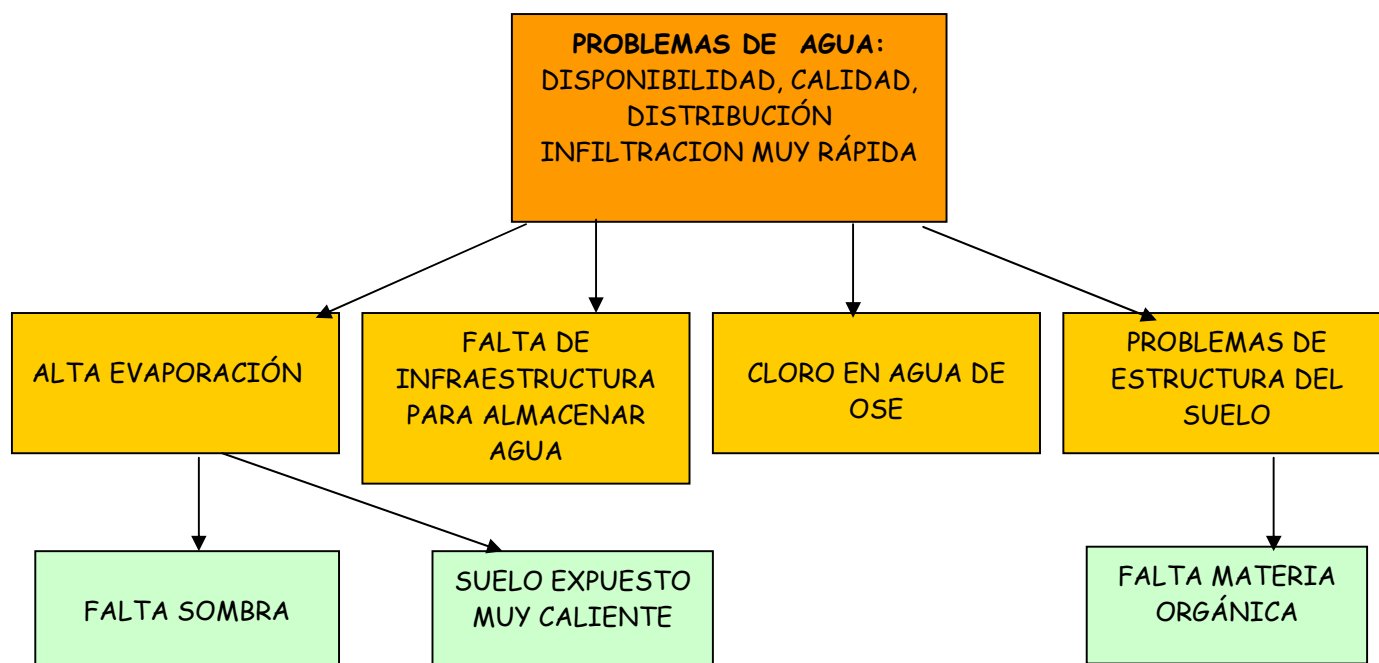 PROBLEMAS DE AGUA:
DISPONIBILIDAD, CALIDAD,
DISTRIBUCIÓN
INFILTRACION MUY RÁPIDA
ALTA EVAPORACIÓN
FALTA DE
INFRAESTRUCTURA
PARA ALMACENAR
AGUA
CLORO EN AGUA DE
OSE
PROBLEMAS DE
ESTRUCTURA DEL
SUELO
FALTA SOMBRA
SUELO EXPUESTO
MUY CALIENTE
FALTA MATERIA
ORGÁNICA